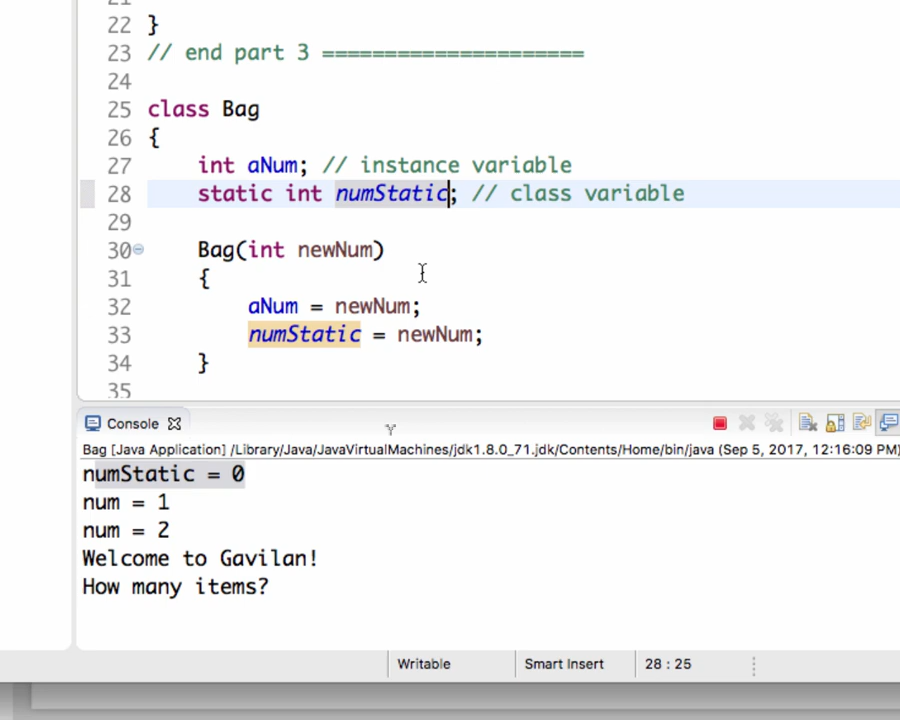 21
22 }
23 // end part 3 =====================
24
25 class Bag
26 {
27 int aNum; // instance variable
28 static int numStatic; // class variable
29
30 Bag(int newNum)
31 {
32 aNum = newNum;
33 numStatic = newNum;
34 }
35
Console
Bag [Java Application] /Library/Java/JavaVirtualMachines/jdk1.8.0_71.jdk/Contents/Home/bin/java (Sep 5, 2017, 12:16:09 PM)
numStatic = 0
num = 1
num = 2
Welcome to Gavilan!
How many items?
Writable Smart Insert 28 : 25